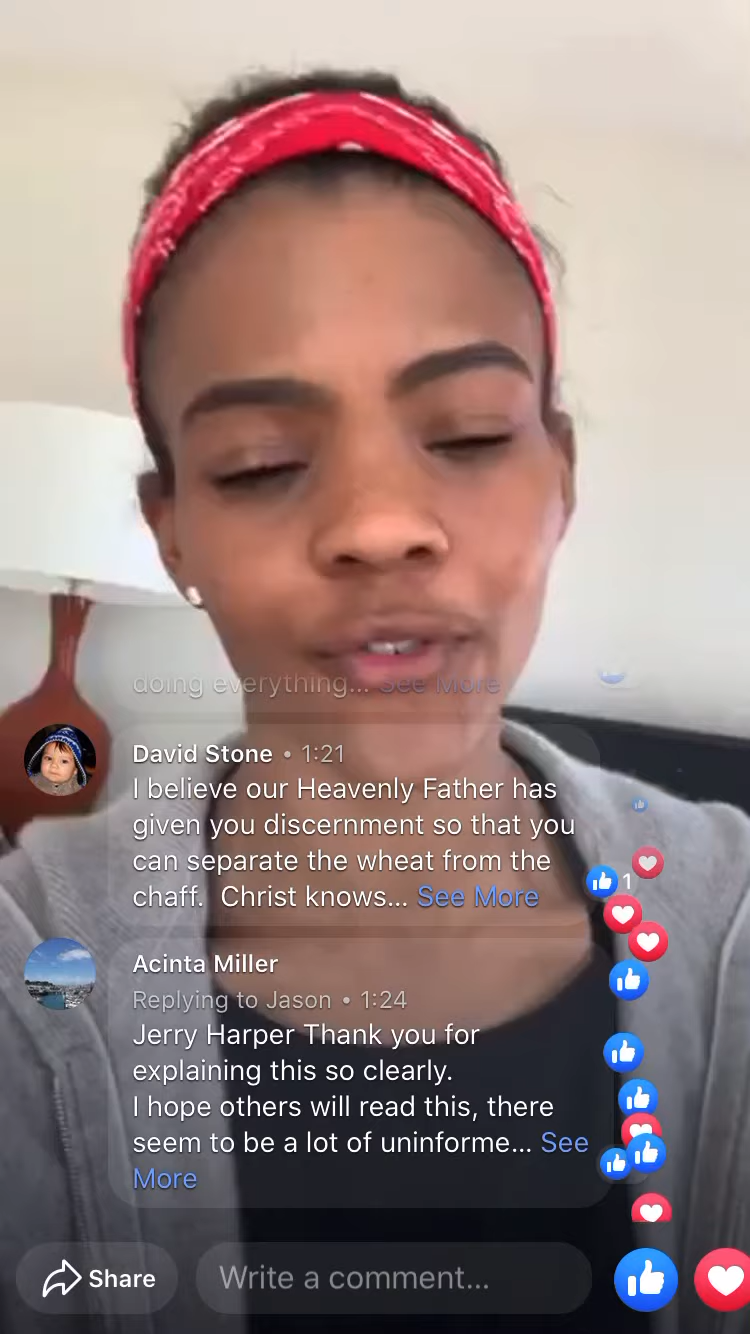 doing everything... See More
David Stone • 1:21
I believe our Heavenly Father has
given you discernment so that you
can separate the wheat from the
chaff.  Christ knows... See More
1
Acinta Miller
Replying to Jason • 1:24
Jerry Harper Thank you for
explaining this so clearly.
I hope others will read this, there
seem to be a lot of uninforme... See
More
Share
Write a comment...